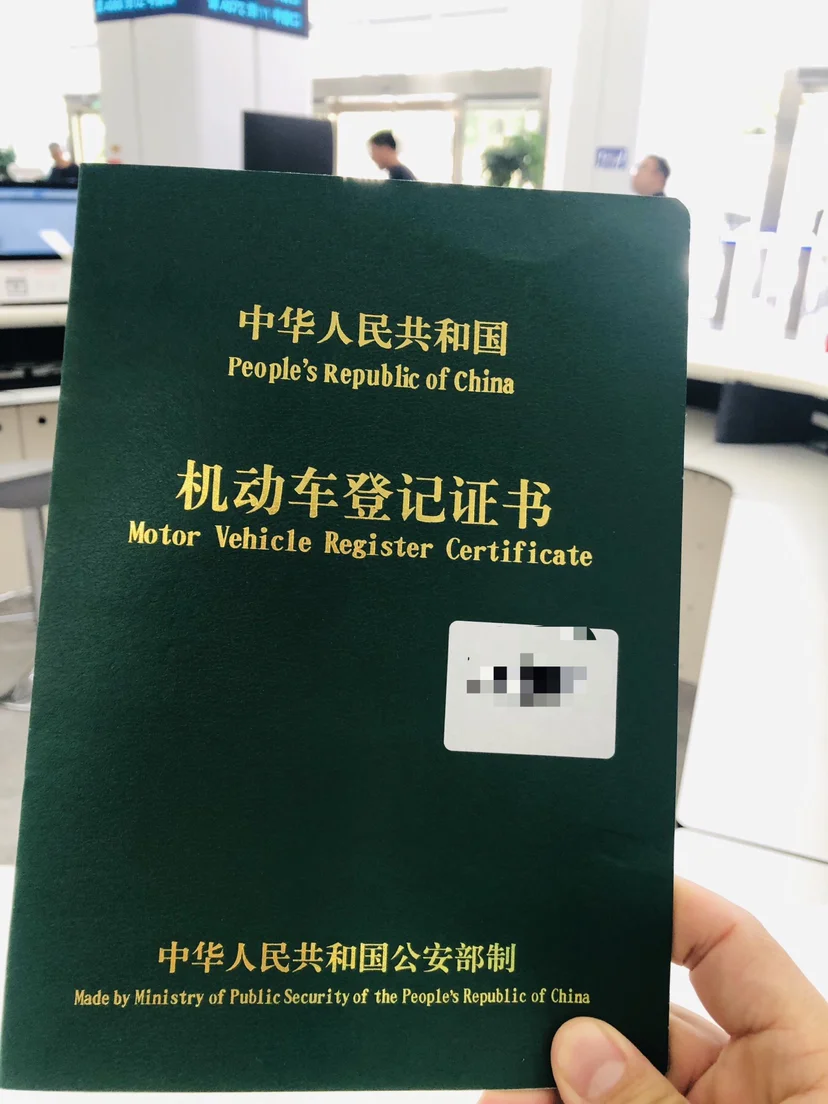 中华人民共和国
People's Republic of China
机动车登记证书
Motor Vehicle Register Certificate
中华人民共和国公安部制
Made by Ministry of Public Security of the People's Republic of China